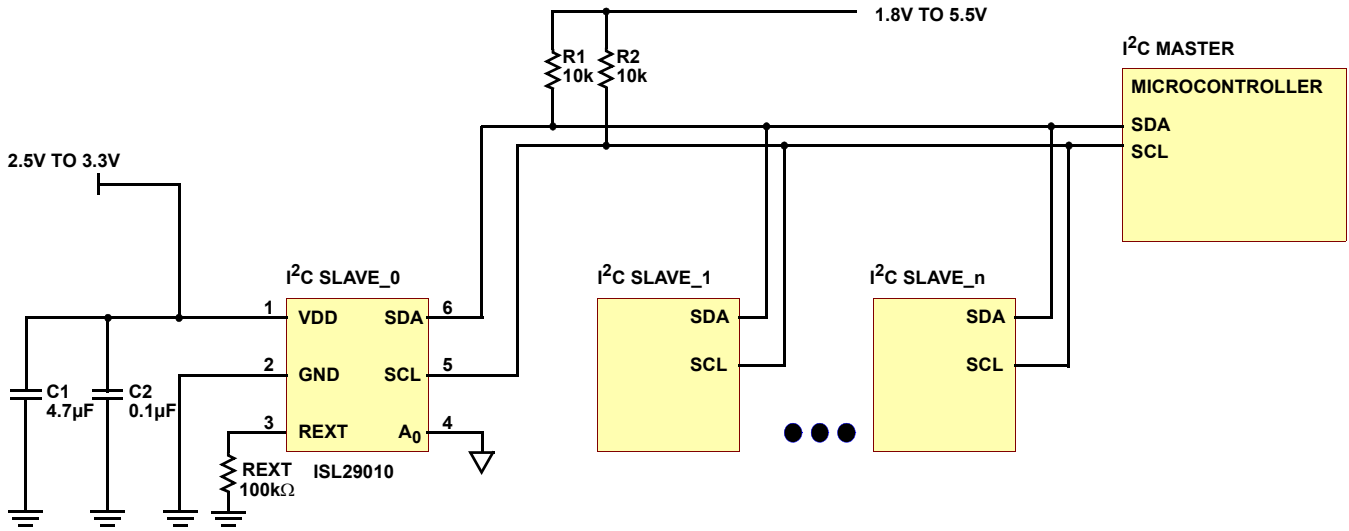 1.8V TO 5.5V
R1
10k
R2
10k
I²C MASTER
MICROCONTROLLER
SDA
SCL
2.5V TO 3.3V
I²C SLAVE_0
1
VDD
SDA
6
2
GND
SCL
5
3
REXT
A₀
4
ISL29010
C1
4.7µF
C2
0.1µF
REXT
100kΩ
I²C SLAVE_1
SDA
SCL
I²C SLAVE_n
SDA
SCL